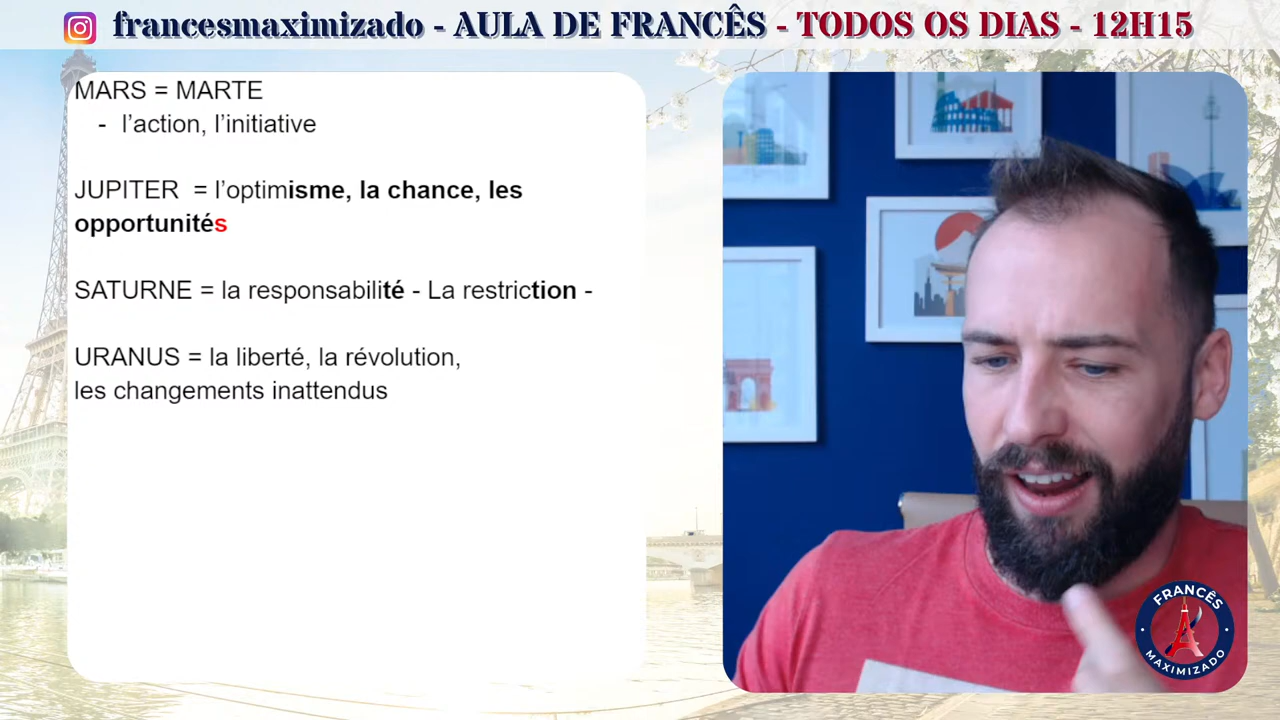 francesmaximizado - AULA DE FRANCÊS - TODOS OS DIAS - 12H15
MARS = MARTE
- l’action, l’initiative
JUPITER = l’optimisme, la chance, les
opportunités
SATURNE = la responsabilité - La restriction -
URANUS = la liberté, la révolution,
les changements inattendus
FRANCÊS
MAXIMIZADO